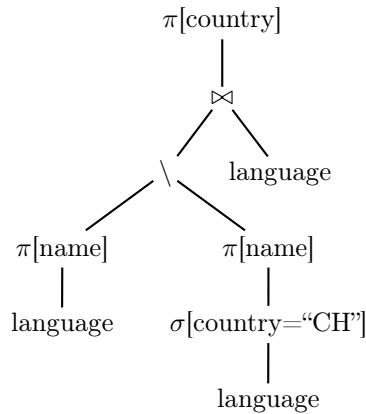 π[country]
⋈
\ language
π[name] π[name]
language σ[country=“CH”]
language